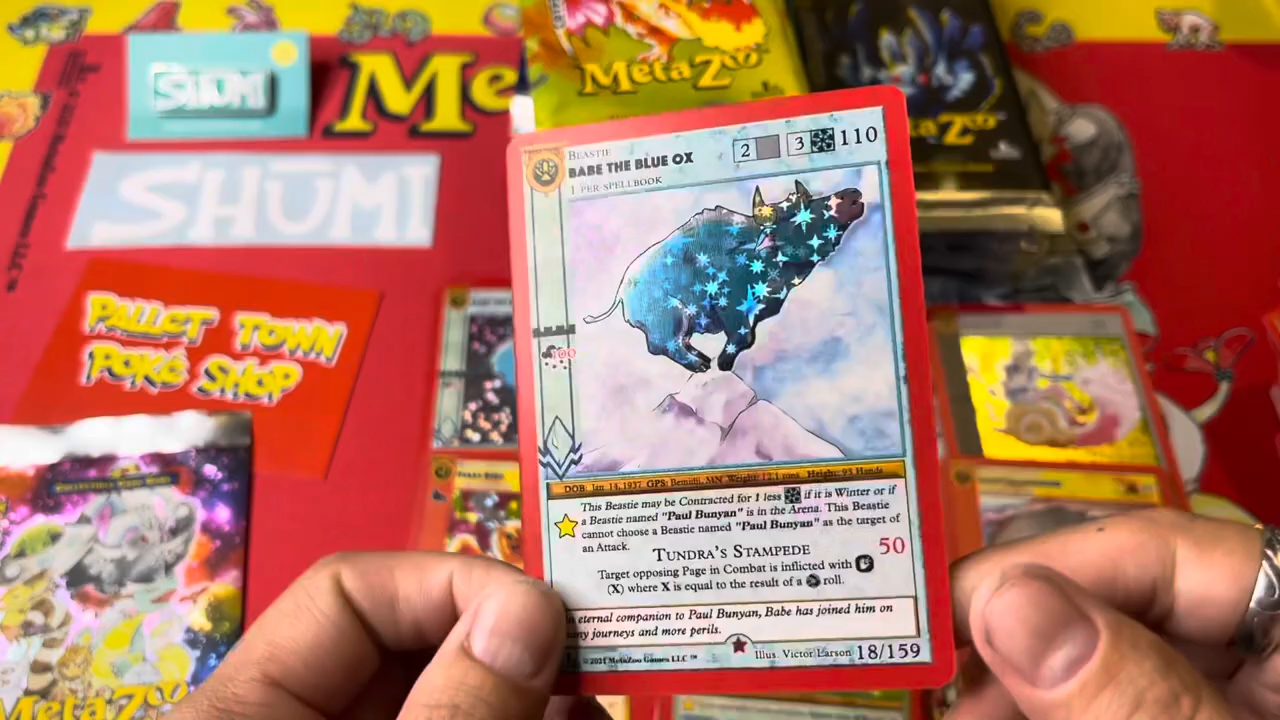 SHUMI
Me
MetaZoo
taZoo
SHUMI
PALLET TOWN
POKÉ SHOP
MetaZoo
BEASTIE
BABE THE BLUE OX
1 PER SPELLBOOK
2 3 110
100
DOB: Jan. 14, 1937 GPS: Bemidji, MN Weight: 12.1 tons Height: 93 Hands
This Beastie may be Contracted for 1 less if it is Winter or if
a Beastie named "Paul Bunyan" is in the Arena. This Beastie
cannot choose a Beastie named "Paul Bunyan" as the target of
an Attack.
TUNDRA'S STAMPEDE 50
Target opposing Page in Combat is inflicted with
(X) where X is equal to the result of a roll.
eternal companion to Paul Bunyan, Babe has joined him on
ny journeys and more perils.
© 2021 MetaZoo Games LLC ™
Illus. Victor Larson 18/159